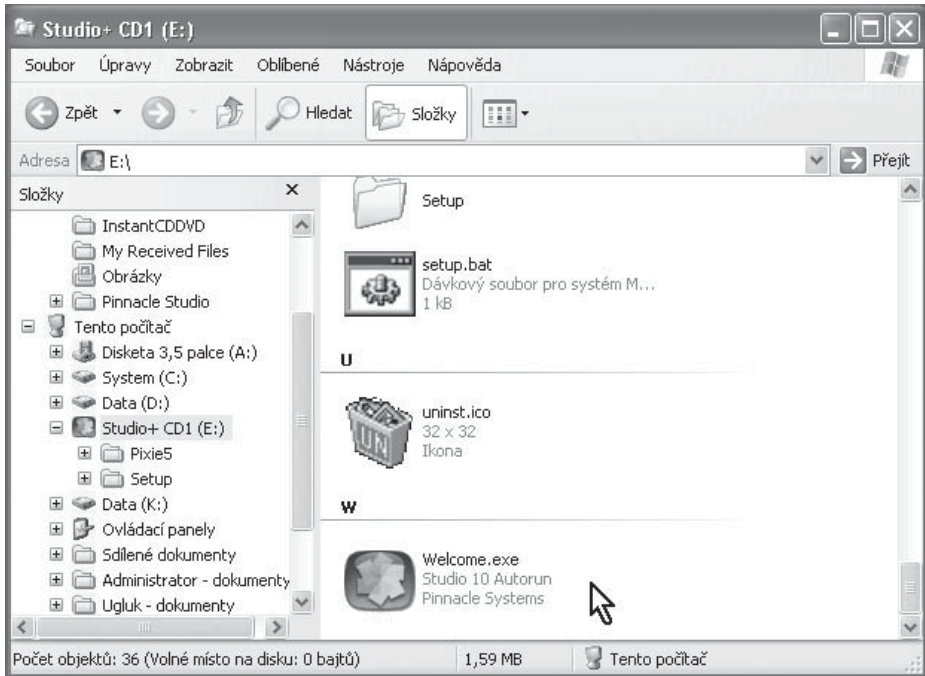 Studio+ CD1 (E:)
Soubor Úpravy Zobrazit Oblíbené Nástroje Nápověda
Zpět Hledat Složky
Adresa E:\ Přejít
Složky
InstantCDDVD
My Received Files
Obrázky
Pinnacle Studio
Tento počítač
Disketa 3,5 palce (A:)
System (C:)
Data (D:)
Studio+ CD1 (E:)
Pixie5
Setup
Data (K:)
Ovládací panely
Sdílené dokumenty
Administrator - dokumenty
Ugluk - dokumenty
Setup
setup.bat
Dávkový soubor pro systém M...
1 kB
U
UN
uninst.ico
32 x 32
Ikona
W
Welcome.exe
Studio 10 Autorun
Pinnacle Systems
Počet objektů: 36 (Volné místo na disku: 0 bajtů) 1,59 MB Tento počítač